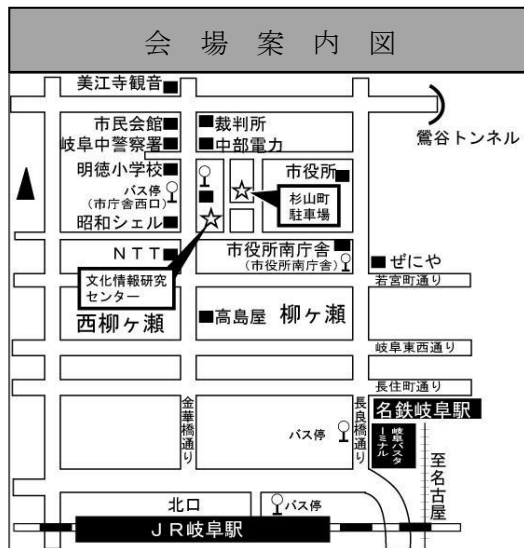 会場案内図
美江寺観音
市民会館
裁判所
鶯谷トンネル
岐阜中警察署
中部電力
明徳小学校
市役所
バス停
(市庁舎西口)
杉山町
駐車場
昭和シェル
NTT
市役所南庁舎
(市役所南庁舎)
ぜにや
文化情報研究
センター
若宮町通り
西柳ヶ瀬
高島屋
柳ヶ瀬
岐阜東西通り
長住町通り
金華橋通り
長良橋通り
名鉄岐阜駅
バス停
岐阜バスタ
ーミナル
至名古屋
北口
バス停
JR岐阜駅